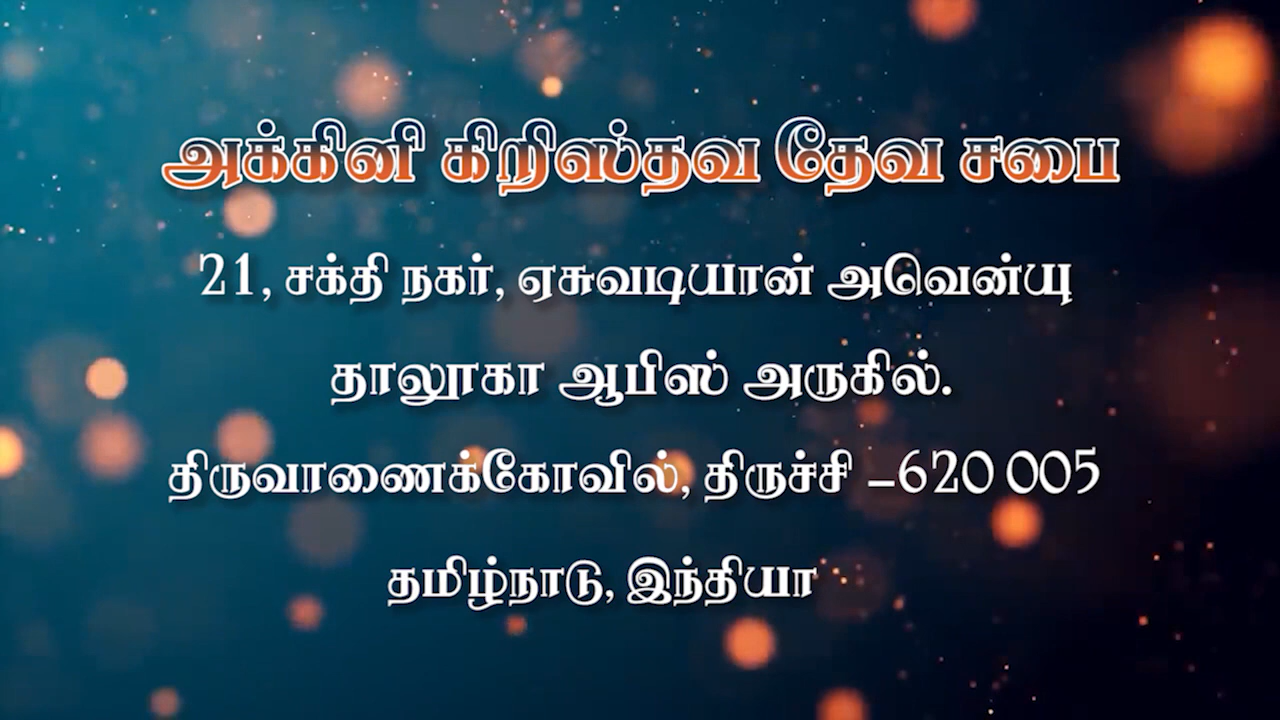 அக்கினி கிறிஸ்தவ தேவ சபை
21, சக்தி நகர், ஏசுவடியான் அவென்யு
தாலூகா ஆபிஸ் அருகில்.
திருவாணைக்கோவில், திருச்சி -620 005
தமிழ்நாடு, இந்தியா